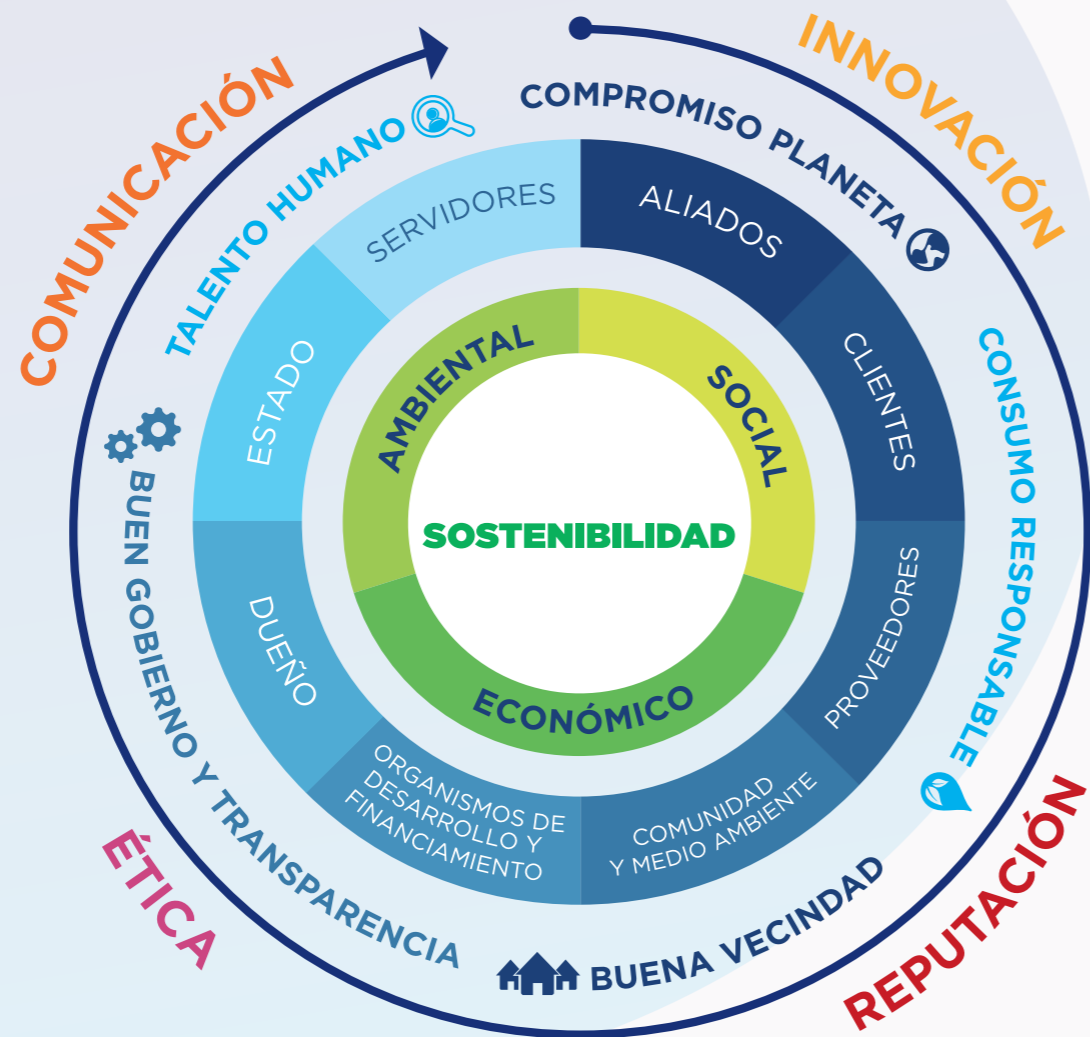 COMUNICACIÓN
INNOVACIÓN
REPUTACIÓN
ÉTICA
COMPROMISO PLANETA
CONSUMO RESPONSABLE
BUENA VECINDAD
BUEN GOBIERNO Y TRANSPARENCIA
TALENTO HUMANO
SERVIDORES
ALIADOS
CLIENTES
PROVEEDORES
COMUNIDAD
Y MEDIO AMBIENTE
ORGANISMOS DE
DESARROLLO Y
FINANCIAMIENTO
DUEÑO
ESTADO
AMBIENTAL
SOCIAL
ECONÓMICO
SOSTENIBILIDAD